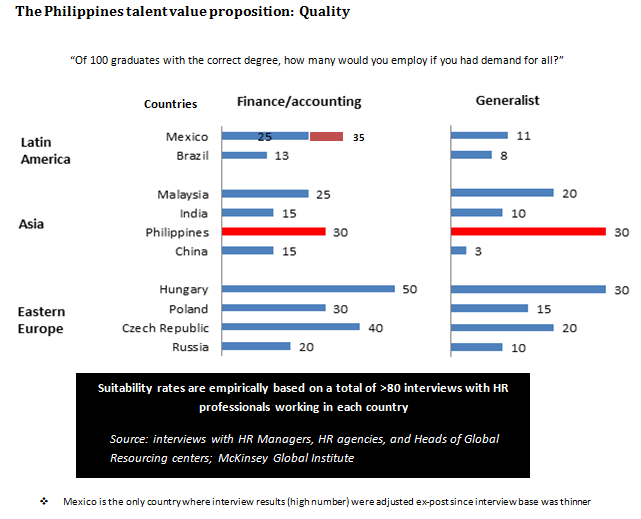 The Philippines talent value proposition: Quality
“Of 100 graduates with the correct degree, how many would you employ if you had demand for all?”
Countries Finance/accounting Generalist
Latin America
Mexico 25 35 11
Brazil 13 8
Asia
Malaysia 25 20
India 15 10
Philippines 30 30
China 15 3
Eastern Europe
Hungary 50 30
Poland 30 15
Czech Republic 40 20
Russia 20 10
Suitability rates are empirically based on a total of >80 interviews with HR
professionals working in each country
Source: interviews with HR Managers, HR agencies, and Heads of Global
Resourcing centers; McKinsey Global Institute
❖ Mexico is the only country where interview results (high number) were adjusted ex-post since interview base was thinner